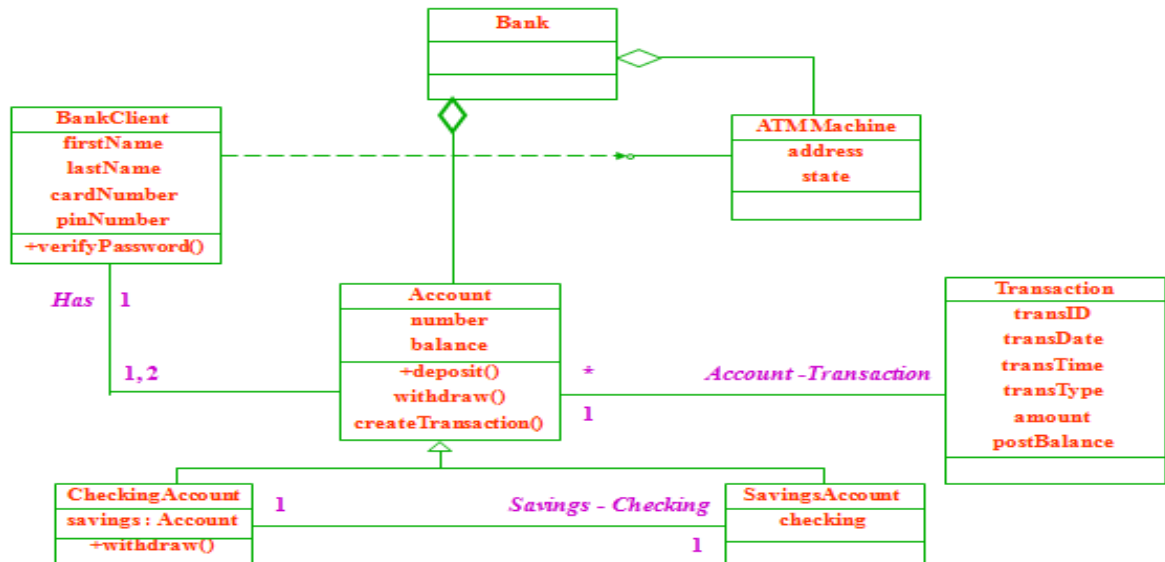 Bank
BankClient
firstName
lastName
cardNumber
pinNumber
+verifyPassword()
ATMMachine
address
state
Has 1
1, 2
Account
number
balance
+deposit()
withdraw()
createTransaction()
* Account -Transaction
1
Transaction
transID
transDate
transTime
transType
amount
postBalance
CheckingAccount
savings : Account
+withdraw()
1 Savings - Checking
1
SavingsAccount
checking